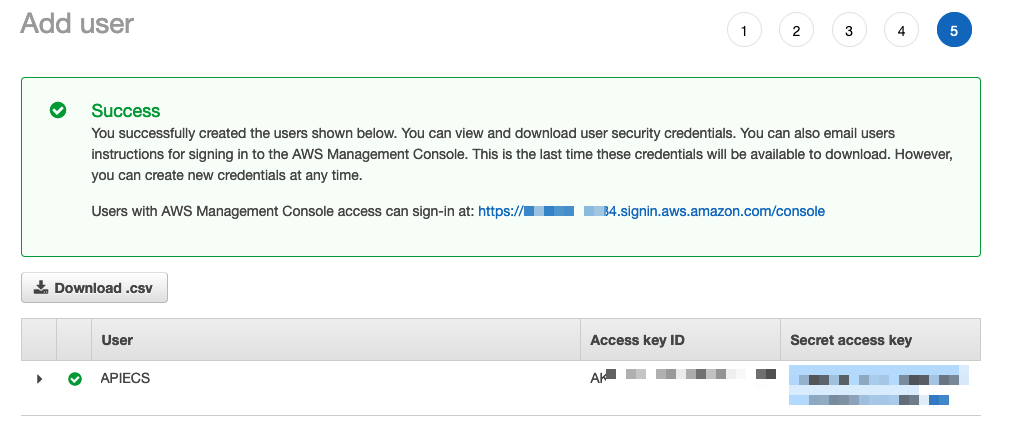 Add user
1 2 3 4 5
Success
You successfully created the users shown below. You can view and download user security credentials. You can also email users
instructions for signing in to the AWS Management Console. This is the last time these credentials will be available to download. However,
you can create new credentials at any time.
Users with AWS Management Console access can sign-in at: https:// 34.signin.aws.amazon.com/console
Download .csv
User Access key ID Secret access key
APIECS AK